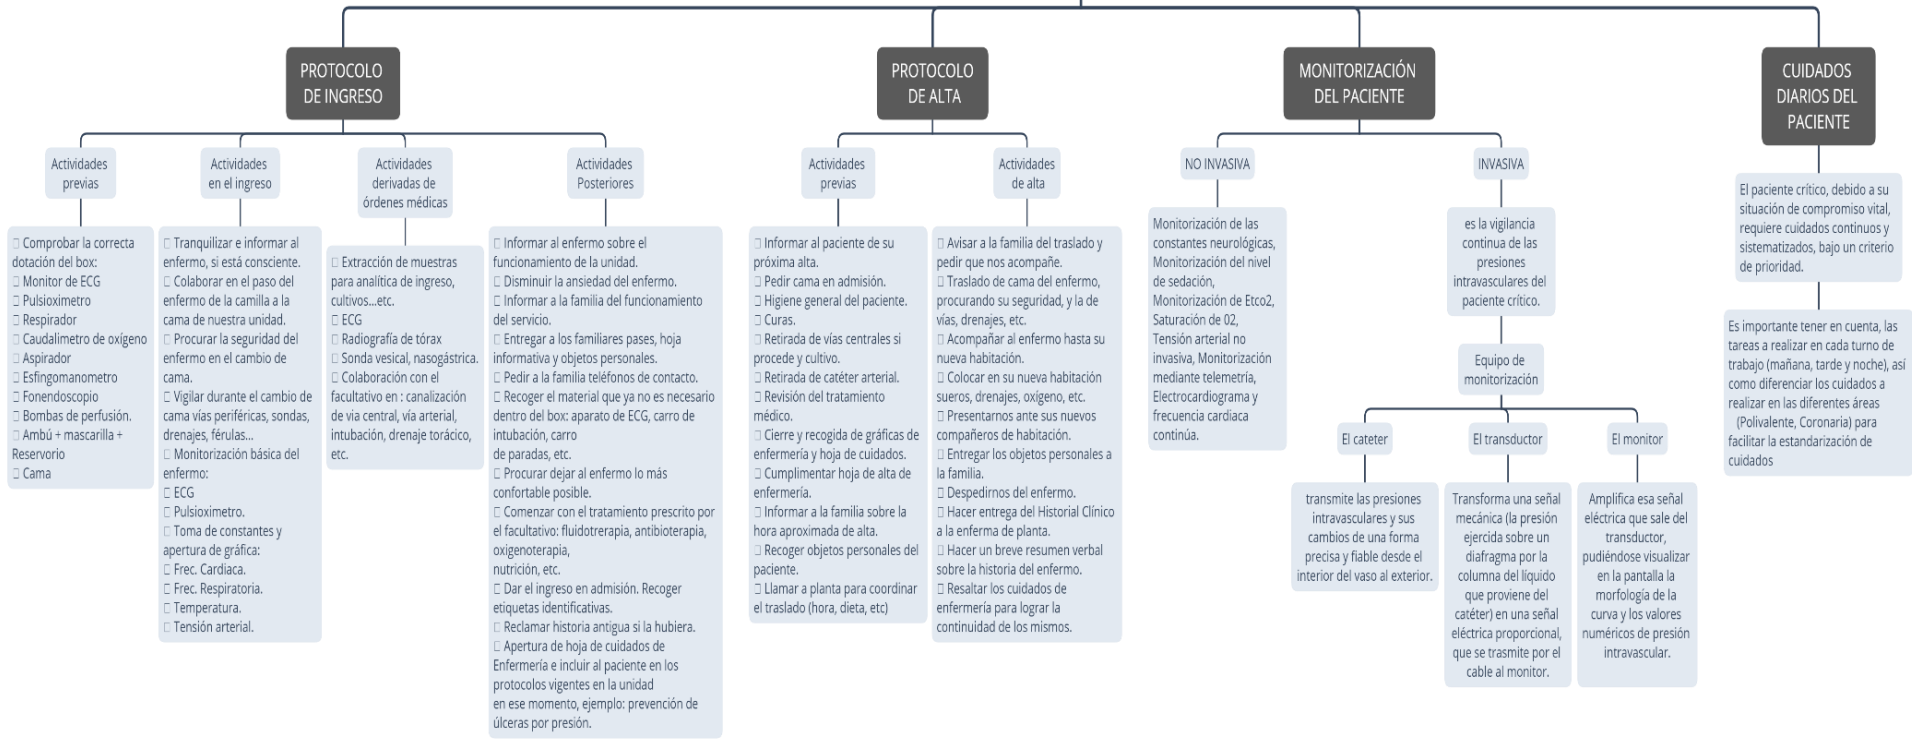 PROTOCOLO
DE INGRESO
Actividades
previas
▯ Comprobar la correcta
dotación del box:
▯ Monitor de ECG
▯ Pulsioximetro
▯ Respirador
▯ Caudalimetro de oxígeno
▯ Aspirador
▯ Esfingomanometro
▯ Fonendoscopio
▯ Bombas de perfusión.
▯ Ambú + mascarilla +
Reservorio
▯ Cama
Actividades
en el ingreso
▯ Tranquilizar e informar al
enfermo, si está consciente.
▯ Colaborar en el paso del
enfermo de la camilla a la
cama de nuestra unidad.
▯ Procurar la seguridad del
enfermo en el cambio de
cama.
▯ Vigilar durante el cambio de
cama vías periféricas, sondas,
drenajes, férulas...
▯ Monitorización básica del
enfermo:
▯ ECG
▯ Pulsioximetro.
▯ Toma de constantes y
apertura de gráfica:
▯ Frec. Cardiaca.
▯ Frec. Respiratoria.
▯ Temperatura.
▯ Tensión arterial.
Actividades
derivadas de
órdenes médicas
▯ Extracción de muestras
para analítica de ingreso,
cultivos...etc.
▯ ECG
▯ Radiografía de tórax
▯ Sonda vesical, nasogástrica.
▯ Colaboración con el
facultativo en : canalización
de via central, vía arterial,
intubación, drenaje torácico,
etc.
Actividades
Posteriores
▯ Informar al enfermo sobre el
funcionamiento de la unidad.
▯ Disminuir la ansiedad del enfermo.
▯ Informar a la familia del funcionamiento
del servicio.
▯ Entregar a los familiares pases, hoja
informativa y objetos personales.
▯ Pedir a la familia teléfonos de contacto.
▯ Recoger el material que ya no es necesario
dentro del box: aparato de ECG, carro de
intubación, carro
de paradas, etc.
▯ Procurar dejar al enfermo lo más
confortable posible.
▯ Comenzar con el tratamiento prescrito por
el facultativo: fluidotrerapia, antibioterapia,
oxigenoterapia,
nutrición, etc.
▯ Dar el ingreso en admisión. Recoger
etiquetas identificativas.
▯ Reclamar historia antigua si la hubiera.
▯ Apertura de hoja de cuidados de
Enfermería e incluir al paciente en los
protocolos vigentes en la unidad
en ese momento, ejemplo: prevención de
úlceras por presión.
PROTOCOLO
DE ALTA
Actividades
previas
▯ Informar al paciente de su
próxima alta.
▯ Pedir cama en admisión.
▯ Higiene general del paciente.
▯ Curas.
▯ Retirada de vías centrales si
procede y cultivo.
▯ Retirada de catéter arterial.
▯ Revisión del tratamiento
médico.
▯ Cierre y recogida de gráficas de
enfermería y hoja de cuidados.
▯ Cumplimentar hoja de alta de
enfermería.
▯ Informar a la familia sobre la
hora aproximada de alta.
▯ Recoger objetos personales del
paciente.
▯ Llamar a planta para coordinar
el traslado (hora, dieta, etc)
Actividades
de alta
▯ Avisar a la familia del traslado y
pedir que nos acompañe.
▯ Traslado de cama del enfermo,
procurando su seguridad, y la de
vías, drenajes, etc.
▯ Acompañar al enfermo hasta su
nueva habitación.
▯ Colocar en su nueva habitación
sueros, drenajes, oxígeno, etc.
▯ Presentarnos ante sus nuevos
compañeros de habitación.
▯ Entregar los objetos personales a
la familia.
▯ Despedirnos del enfermo.
▯ Hacer entrega del Historial Clínico
a la enferma de planta.
▯ Hacer un breve resumen verbal
sobre la historia del enfermo.
▯ Resaltar los cuidados de
enfermería para lograr la
continuidad de los mismos.
MONITORIZACIÓN
DEL PACIENTE
NO INVASIVA
Monitorización de las
constantes neurológicas,
Monitorización del nivel
de sedación,
Monitorización de Etco2,
Saturación de 02,
Tensión arterial no
invasiva, Monitorización
mediante telemetría,
Electrocardiograma y
frecuencia cardiaca
continúa.
INVASIVA
es la vigilancia
continua de las
presiones
intravasculares del
paciente crítico.
Equipo de
monitorización
El cateter
transmite las presiones
intravasculares y sus
cambios de una forma
precisa y fiable desde el
interior del vaso al exterior.
El transductor
Transforma una señal
mecánica (la presión
ejercida sobre un
diafragma por la
columna del líquido
que proviene del
catéter) en una señal
eléctrica proporcional,
que se trasmite por el
cable al monitor.
El monitor
Amplifica esa señal
eléctrica que sale del
transductor,
pudiéndose visualizar
en la pantalla la
morfología de la
curva y los valores
numéricos de presión
intravascular.
CUIDADOS
DIARIOS DEL
PACIENTE
El paciente crítico, debido a su
situación de compromiso vital,
requiere cuidados continuos y
sistematizados, bajo un criterio
de prioridad.
Es importante tener en cuenta, las
tareas a realizar en cada turno de
trabajo (mañana, tarde y noche), así
como diferenciar los cuidados a
realizar en las diferentes áreas
(Polivalente, Coronaria) para
facilitar la estandarización de
cuidados